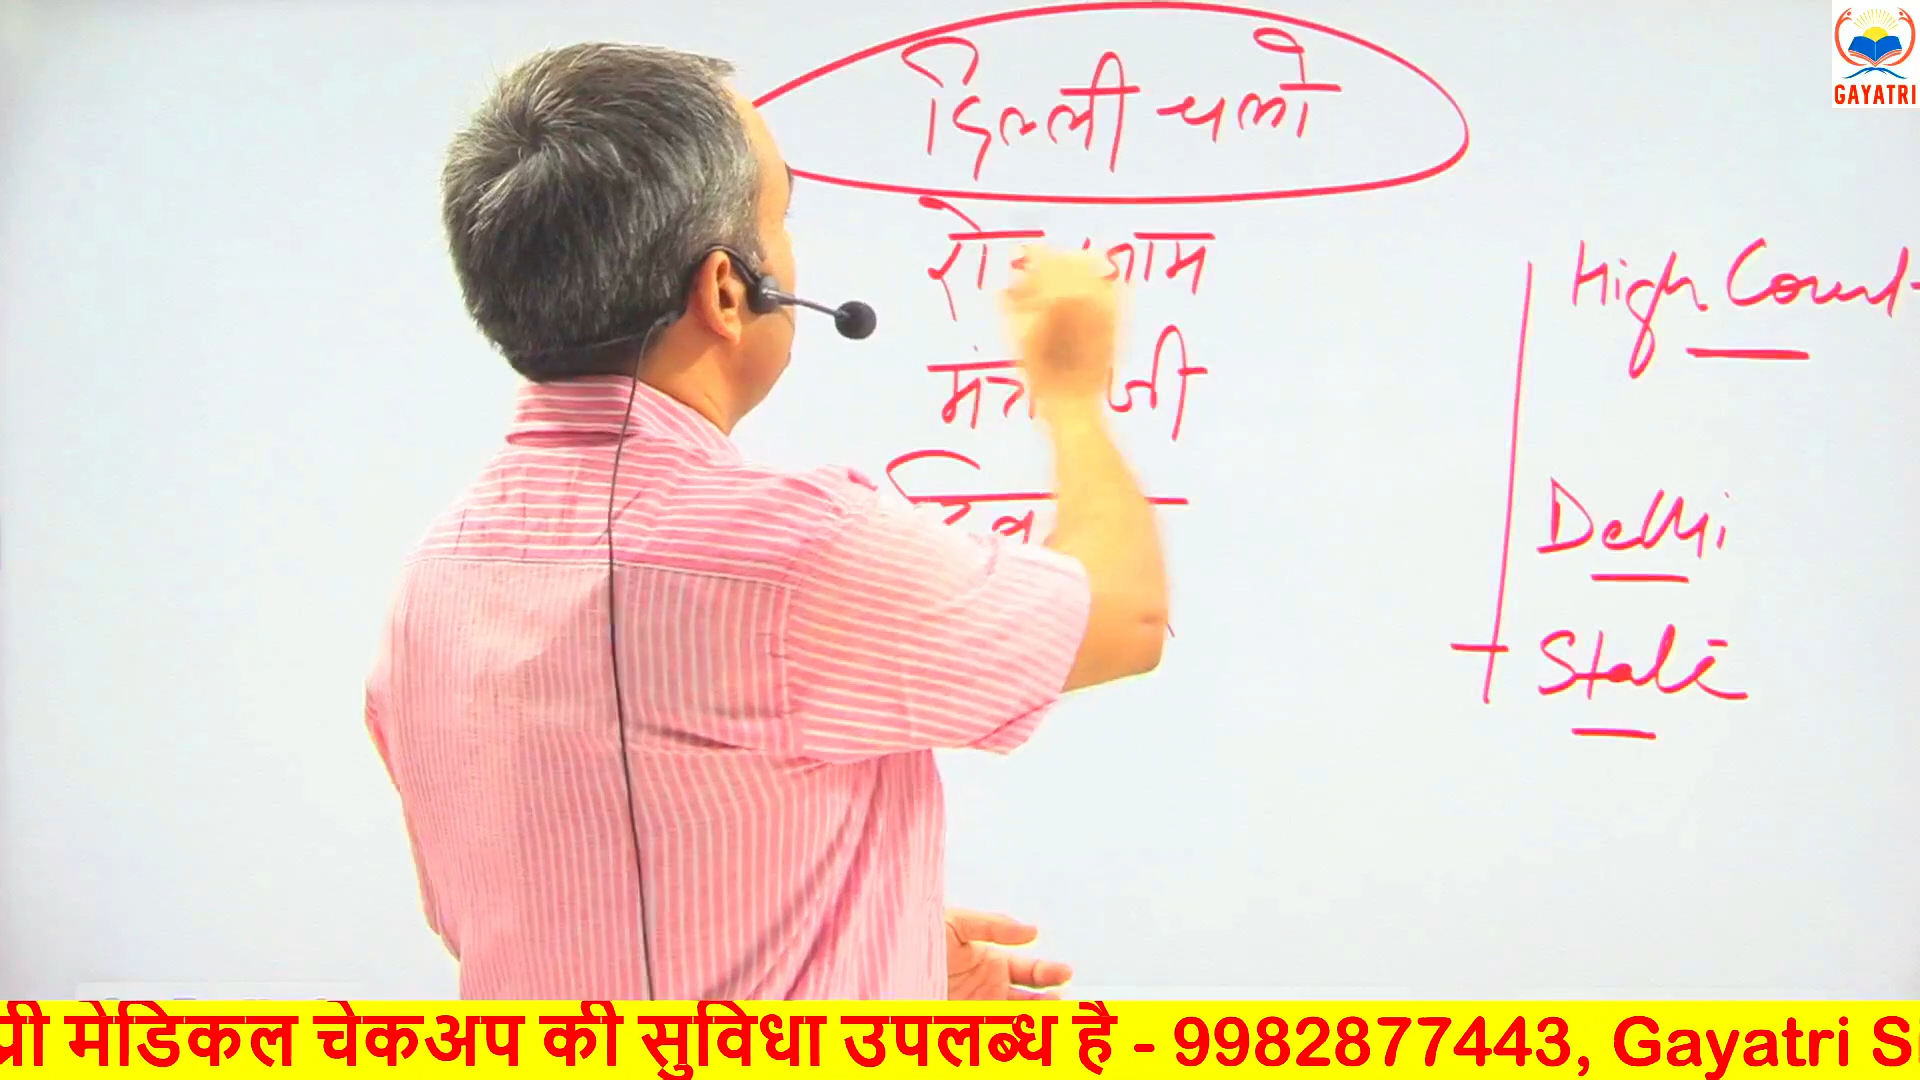 दिल्ली चलो
जाम
High Court
Delhi
State
GAYATRI
प्री मेडिकल चेकअप की सुविधा उपलब्ध है - 9982877443, Gayatri